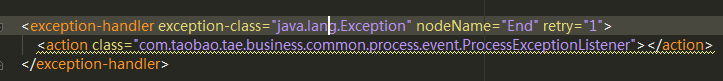 <exception-handler exception-class="java.lang.Exception" nodeName="End" retry="1">
<action class="com.taobao.tae.business.common.process.event.ProcessExceptionListener"></action>
</exception-handler>